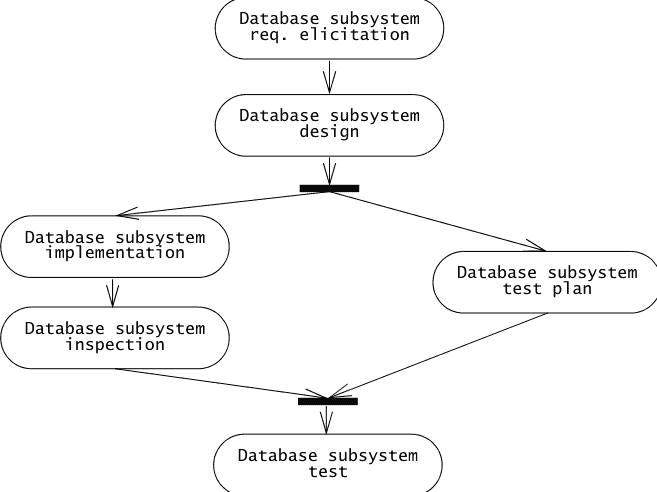 Database subsystem
req. elicitation
Database subsystem
design
Database subsystem
implementation
Database subsystem
test plan
Database subsystem
inspection
Database subsystem
test